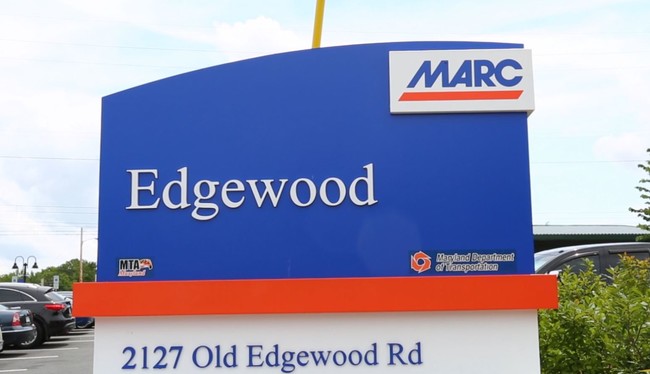 MARC
Edgewood
MTA
Maryland
Maryland Department
of Transportation
2127 Old Edgewood Rd